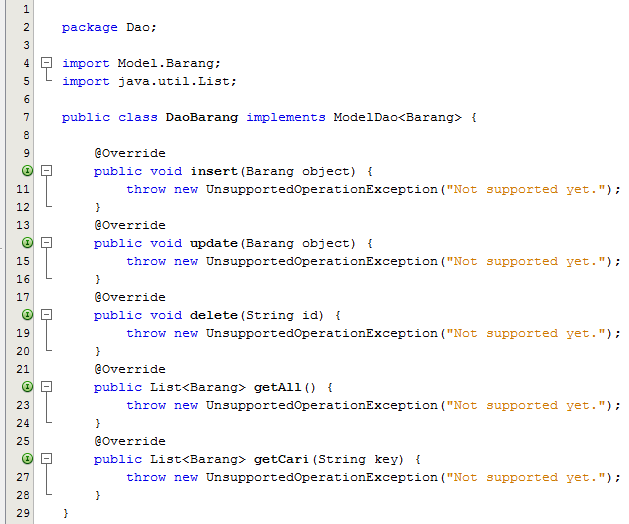 1
2 package Dao;
3
4 import Model.Barang;
5 import java.util.List;
6
7 public class DaoBarang implements ModelDao<Barang> {
8
9 @Override
public void insert(Barang object) {
11 throw new UnsupportedOperationException("Not supported yet.");
12 }
13 @Override
public void update(Barang object) {
15 throw new UnsupportedOperationException("Not supported yet.");
16 }
17 @Override
public void delete(String id) {
19 throw new UnsupportedOperationException("Not supported yet.");
20 }
21 @Override
public List<Barang> getAll() {
23 throw new UnsupportedOperationException("Not supported yet.");
24 }
25 @Override
public List<Barang> getCari(String key) {
27 throw new UnsupportedOperationException("Not supported yet.");
28 }
29 }